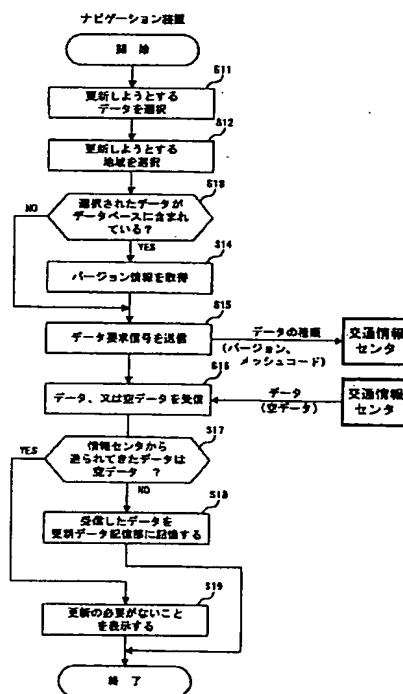 ナビゲーション装置
開 始
S11
更新しようとする
データを選択
S12
更新しようとする
地域を選択
S13
選択されたデータが
データベースに含まれ
ている？
NO
YES
S14
バージョン情報を取得
S15
データ要求信号を送信
データの種類
(バージョン、
メッシュコード)
交通情報
センタ
S16
データ、又は空データを受信
データ
(空データ)
交通情報
センタ
S17
情報センタから
送られてきたデータは
空データ ？
YES
NO
S18
受信したデータを
更新データ記憶部に記憶する
S19
更新の必要がないこと
を表示する
終 了